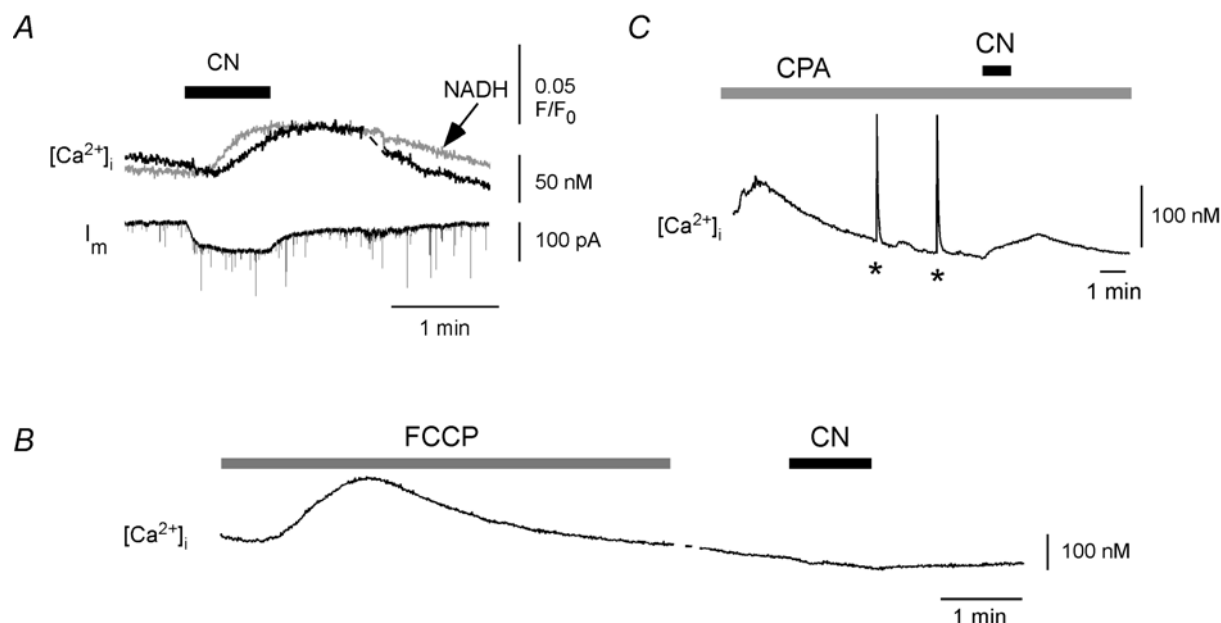 A
CN
0.05
F/F0
NADH
[Ca2+]i
50 nM
Im
100 pA
1 min
C
CN
CPA
[Ca2+]i
100 nM
*
*
1 min
B
FCCP
CN
[Ca2+]i
100 nM
1 min